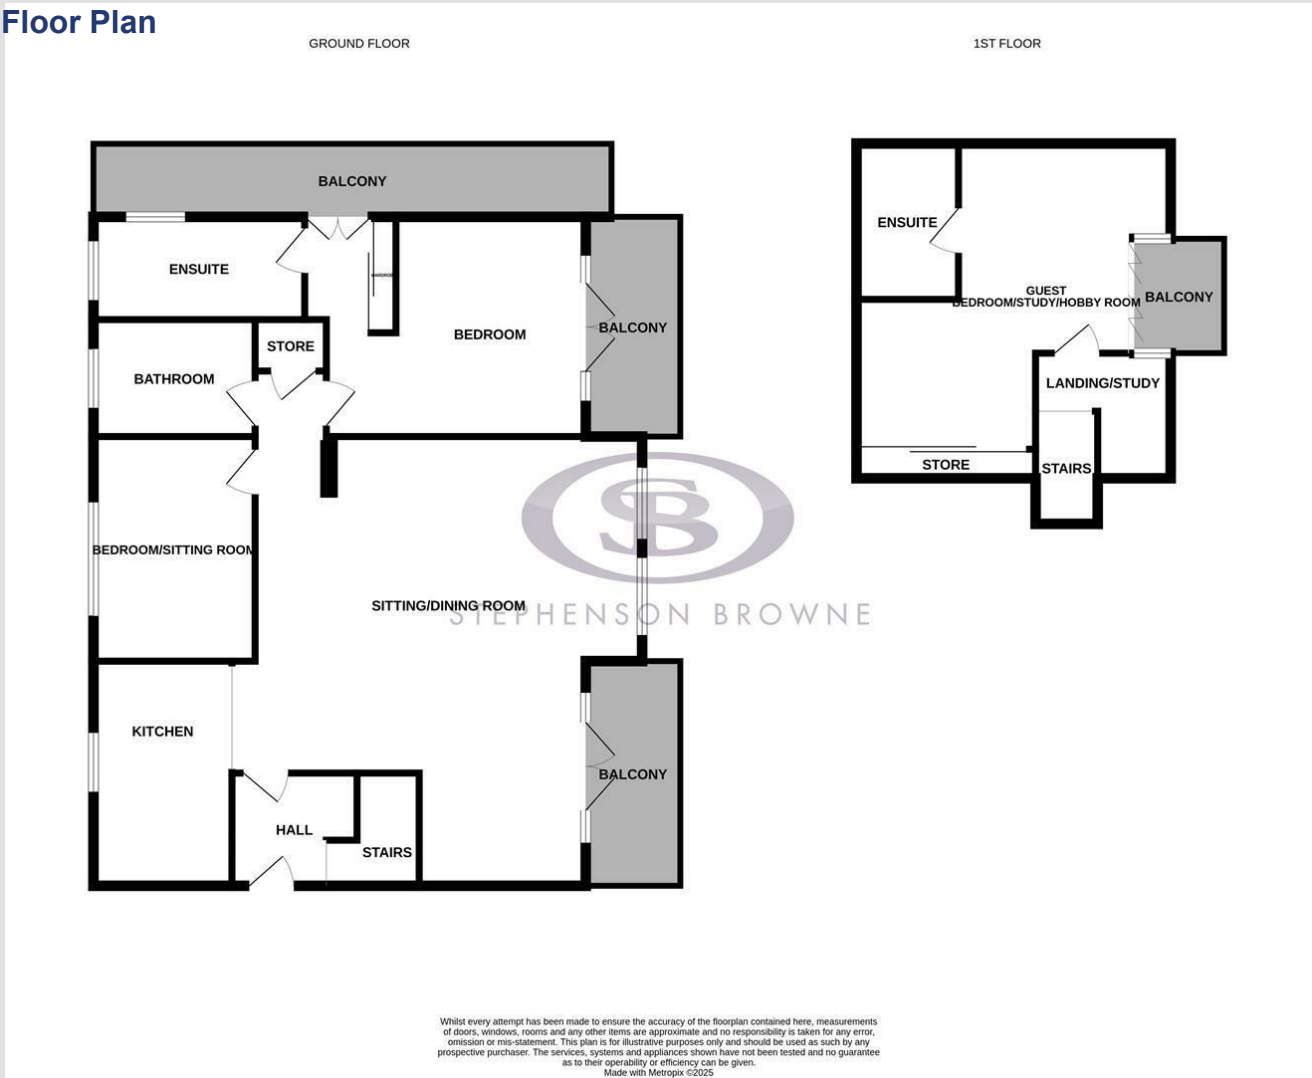 Floor Plan
GROUND FLOOR
1ST FLOOR
BALCONY
ENSUITE
WARDROBE
BEDROOM
BALCONY
STORE
BATHROOM
BEDROOM/SITTING ROOM
SITTING/DINING ROOM
KITCHEN
HALL
STAIRS
BALCONY
ENSUITE
GUEST
BEDROOM/STUDY/HOBBY ROOM
BALCONY
LANDING/STUDY
STORE
STAIRS
SB
STEPHENSON BROWNE
Whilst every attempt has been made to ensure the accuracy of the floorplan contained here, measurements
of doors, windows, rooms and any other items are approximate and no responsibility is taken for any error,
omission or mis-statement. This plan is for illustrative purposes only and should be used as such by any
prospective purchaser. The services, systems and appliances shown have not been tested and no guarantee
as to their operability or efficiency can be given.
Made with Metropix ©2025